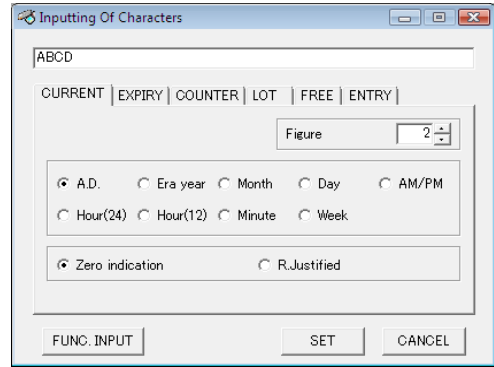 Inputting Of Characters
ABCD
CURRENT EXPIRY COUNTER LOT FREE ENTRY
Figure 2
A.D. Era year Month Day AM/PM
Hour(24) Hour(12) Minute Week
Zero indication R.Justified
FUNC. INPUT SET CANCEL